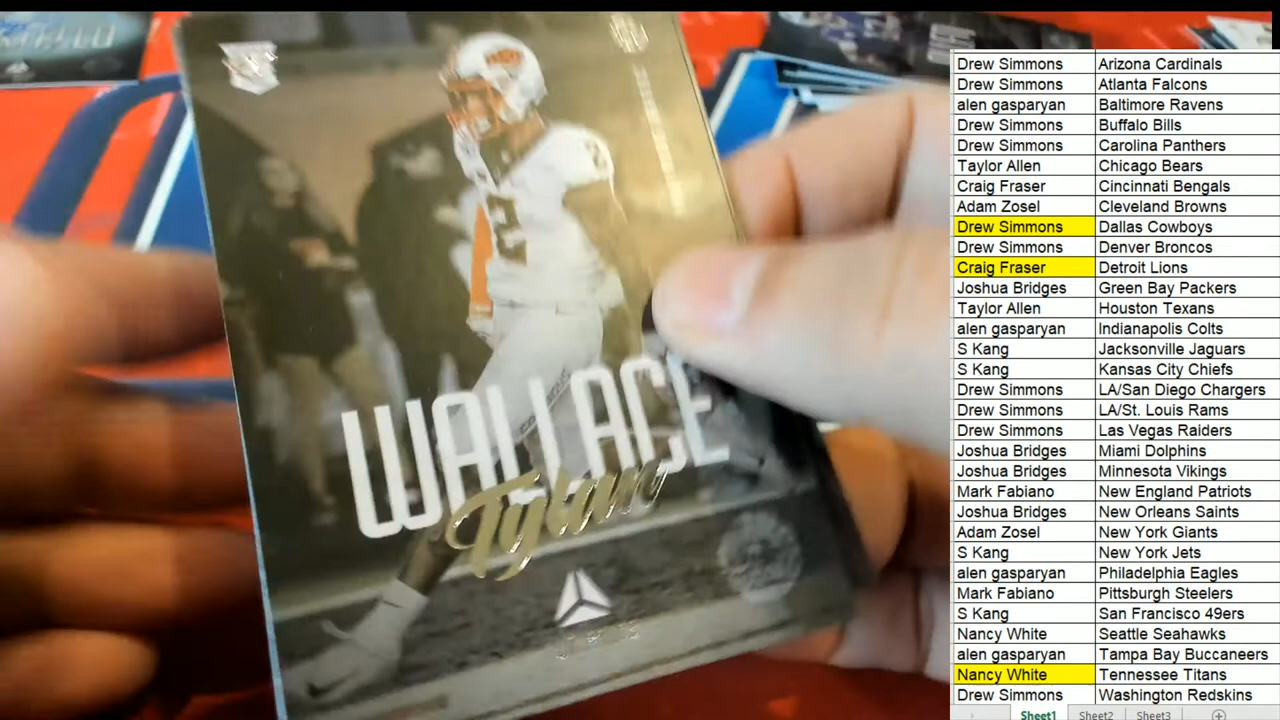 2
2
WALLACE
Tylan
Drew Simmons Arizona Cardinals
Drew Simmons Atlanta Falcons
alen gasparyan Baltimore Ravens
Drew Simmons Buffalo Bills
Drew Simmons Carolina Panthers
Taylor Allen Chicago Bears
Craig Fraser Cincinnati Bengals
Adam Zosel Cleveland Browns
Drew Simmons Dallas Cowboys
Drew Simmons Denver Broncos
Craig Fraser Detroit Lions
Joshua Bridges Green Bay Packers
Taylor Allen Houston Texans
alen gasparyan Indianapolis Colts
S Kang Jacksonville Jaguars
S Kang Kansas City Chiefs
Drew Simmons LA/San Diego Chargers
Drew Simmons LA/St. Louis Rams
Drew Simmons Las Vegas Raiders
Joshua Bridges Miami Dolphins
Joshua Bridges Minnesota Vikings
Mark Fabiano New England Patriots
Joshua Bridges New Orleans Saints
Adam Zosel New York Giants
S Kang New York Jets
alen gasparyan Philadelphia Eagles
Mark Fabiano Pittsburgh Steelers
S Kang San Francisco 49ers
Nancy White Seattle Seahawks
alen gasparyan Tampa Bay Buccaneers
Nancy White Tennessee Titans
Drew Simmons Washington Redskins
Sheet1 Sheet2 Sheet3